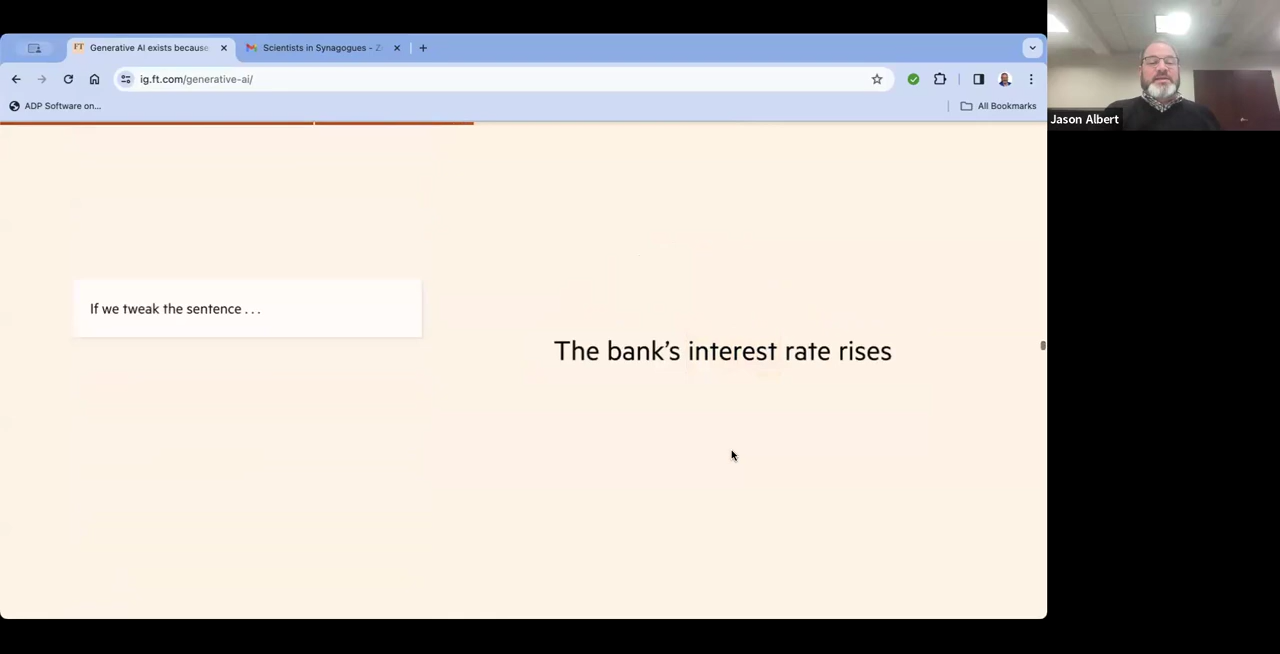 Generative AI exists because
Scientists in Synagogues -
ig.ft.com/generative-ai/
ADP Software on...
All Bookmarks
If we tweak the sentence . . .
The bank's interest rate rises
Jason Albert